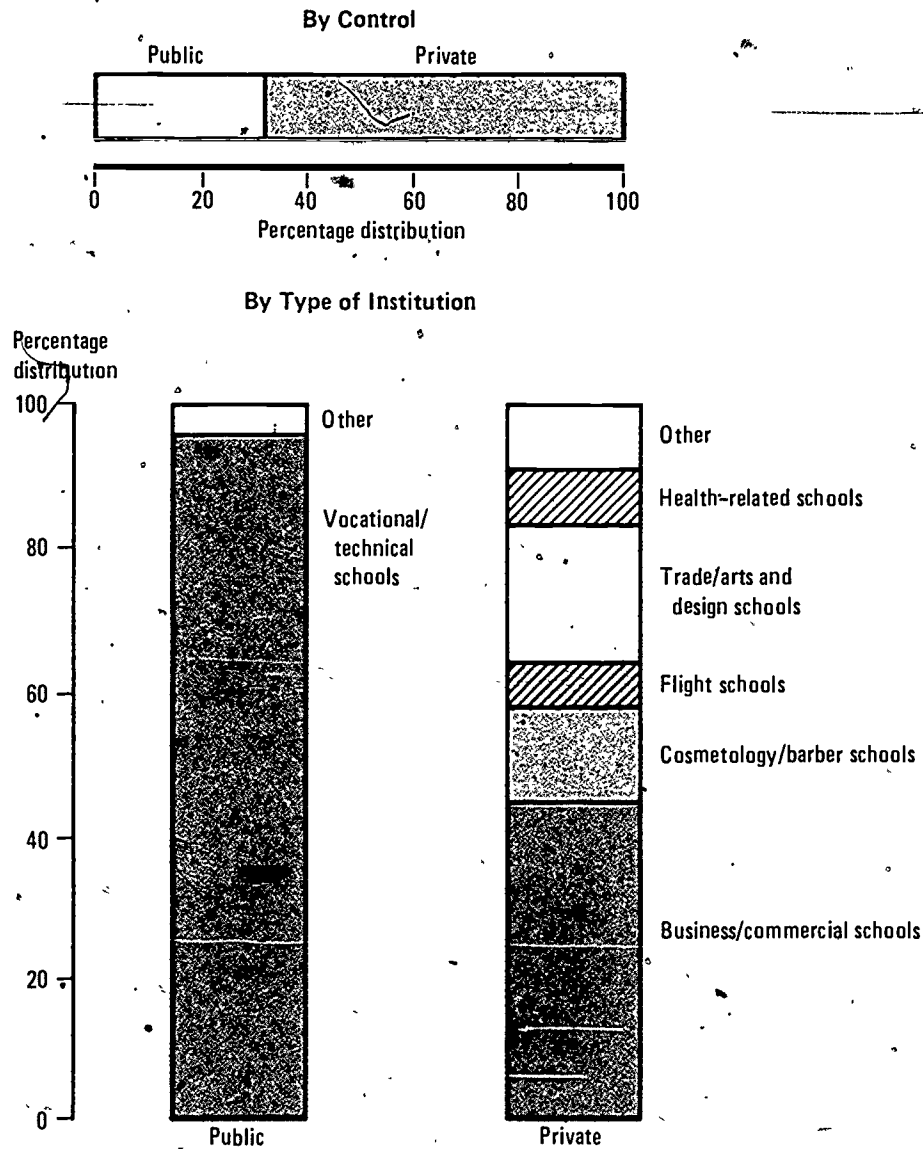 By Control
Public Private
0 20 40 60 80 100
Percentage distribution
By Type of Institution
Percentage
distribution
100
80
60
40
20
0
Other
Vocational/
technical
schools
Public
Other
Health-related schools
Trade/arts and
design schools
Flight schools
Cosmetology/barber schools
Business/commercial schools
Private